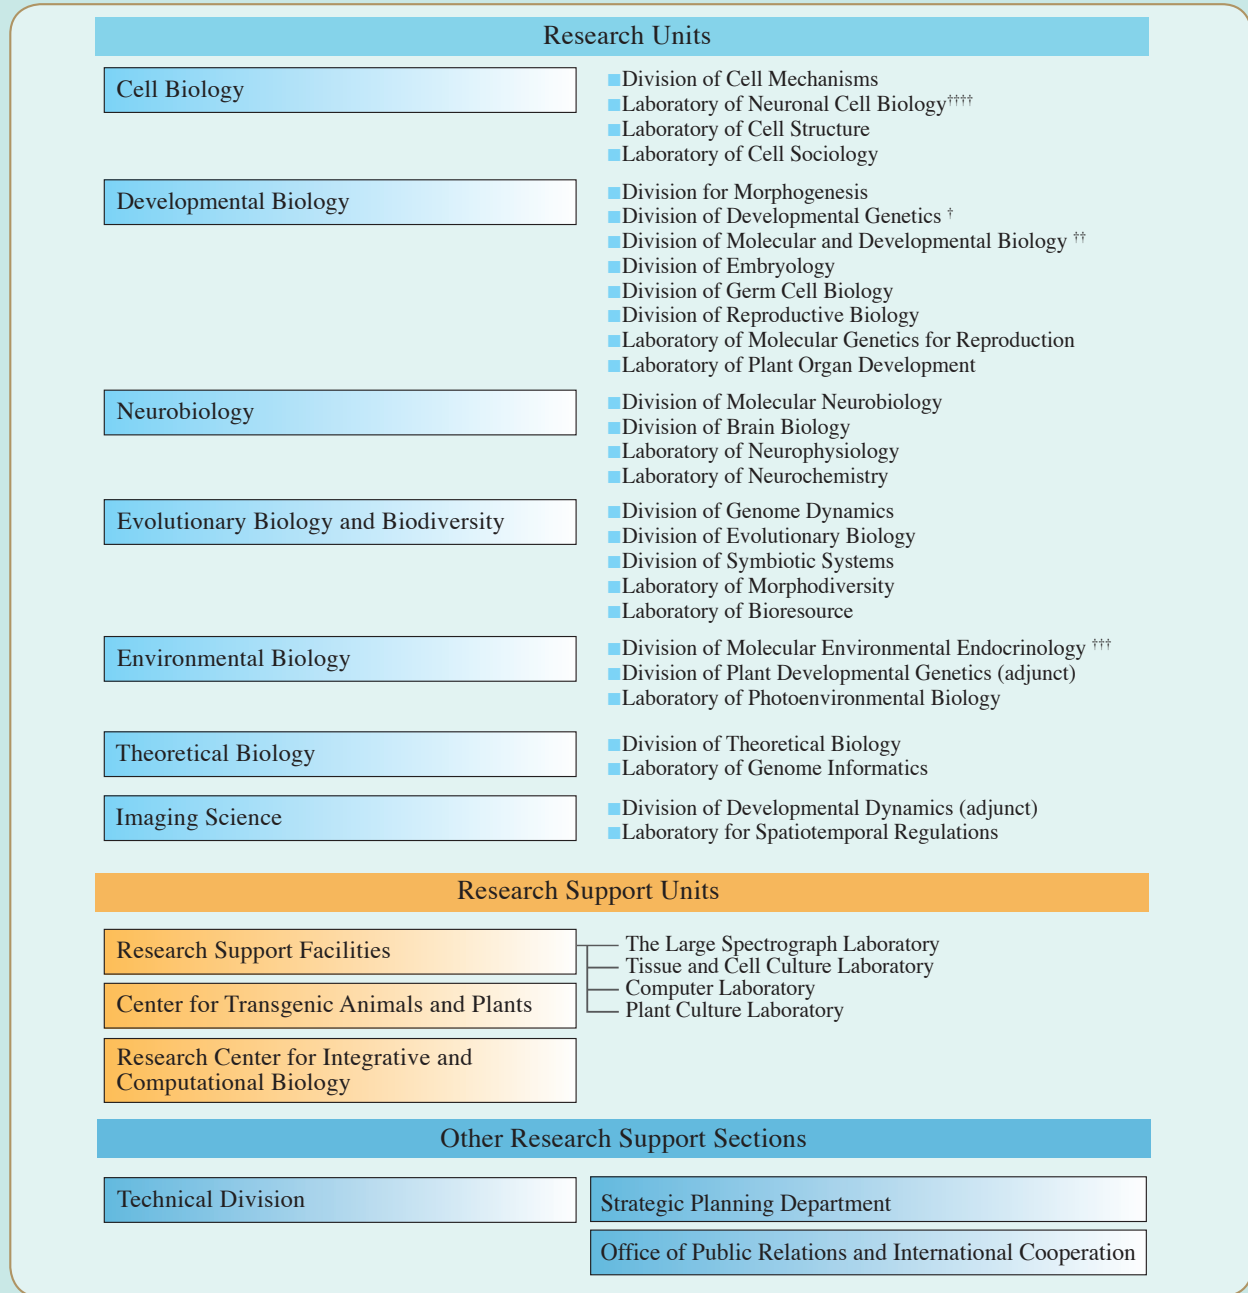 Research Units
Cell Biology
■Division of Cell Mechanisms
■Laboratory of Neuronal Cell Biology††††
■Laboratory of Cell Structure
■Laboratory of Cell Sociology
Developmental Biology
■Division for Morphogenesis
■Division of Developmental Genetics †
■Division of Molecular and Developmental Biology ††
■Division of Embryology
■Division of Germ Cell Biology
■Division of Reproductive Biology
■Laboratory of Molecular Genetics for Reproduction
■Laboratory of Plant Organ Development
Neurobiology
■Division of Molecular Neurobiology
■Division of Brain Biology
■Laboratory of Neurophysiology
■Laboratory of Neurochemistry
Evolutionary Biology and Biodiversity
■Division of Genome Dynamics
■Division of Evolutionary Biology
■Division of Symbiotic Systems
■Laboratory of Morphodiversity
■Laboratory of Bioresource
Environmental Biology
■Division of Molecular Environmental Endocrinology †††
■Division of Plant Developmental Genetics (adjunct)
■Laboratory of Photoenvironmental Biology
Theoretical Biology
■Division of Theoretical Biology
■Laboratory of Genome Informatics
Imaging Science
■Division of Developmental Dynamics (adjunct)
■Laboratory for Spatiotemporal Regulations
Research Support Units
Research Support Facilities
The Large Spectrograph Laboratory
Tissue and Cell Culture Laboratory
Computer Laboratory
Plant Culture Laboratory
Center for Transgenic Animals and Plants
Research Center for Integrative and
Computational Biology
Other Research Support Sections
Technical Division
Strategic Planning Department
Office of Public Relations and International Cooperation